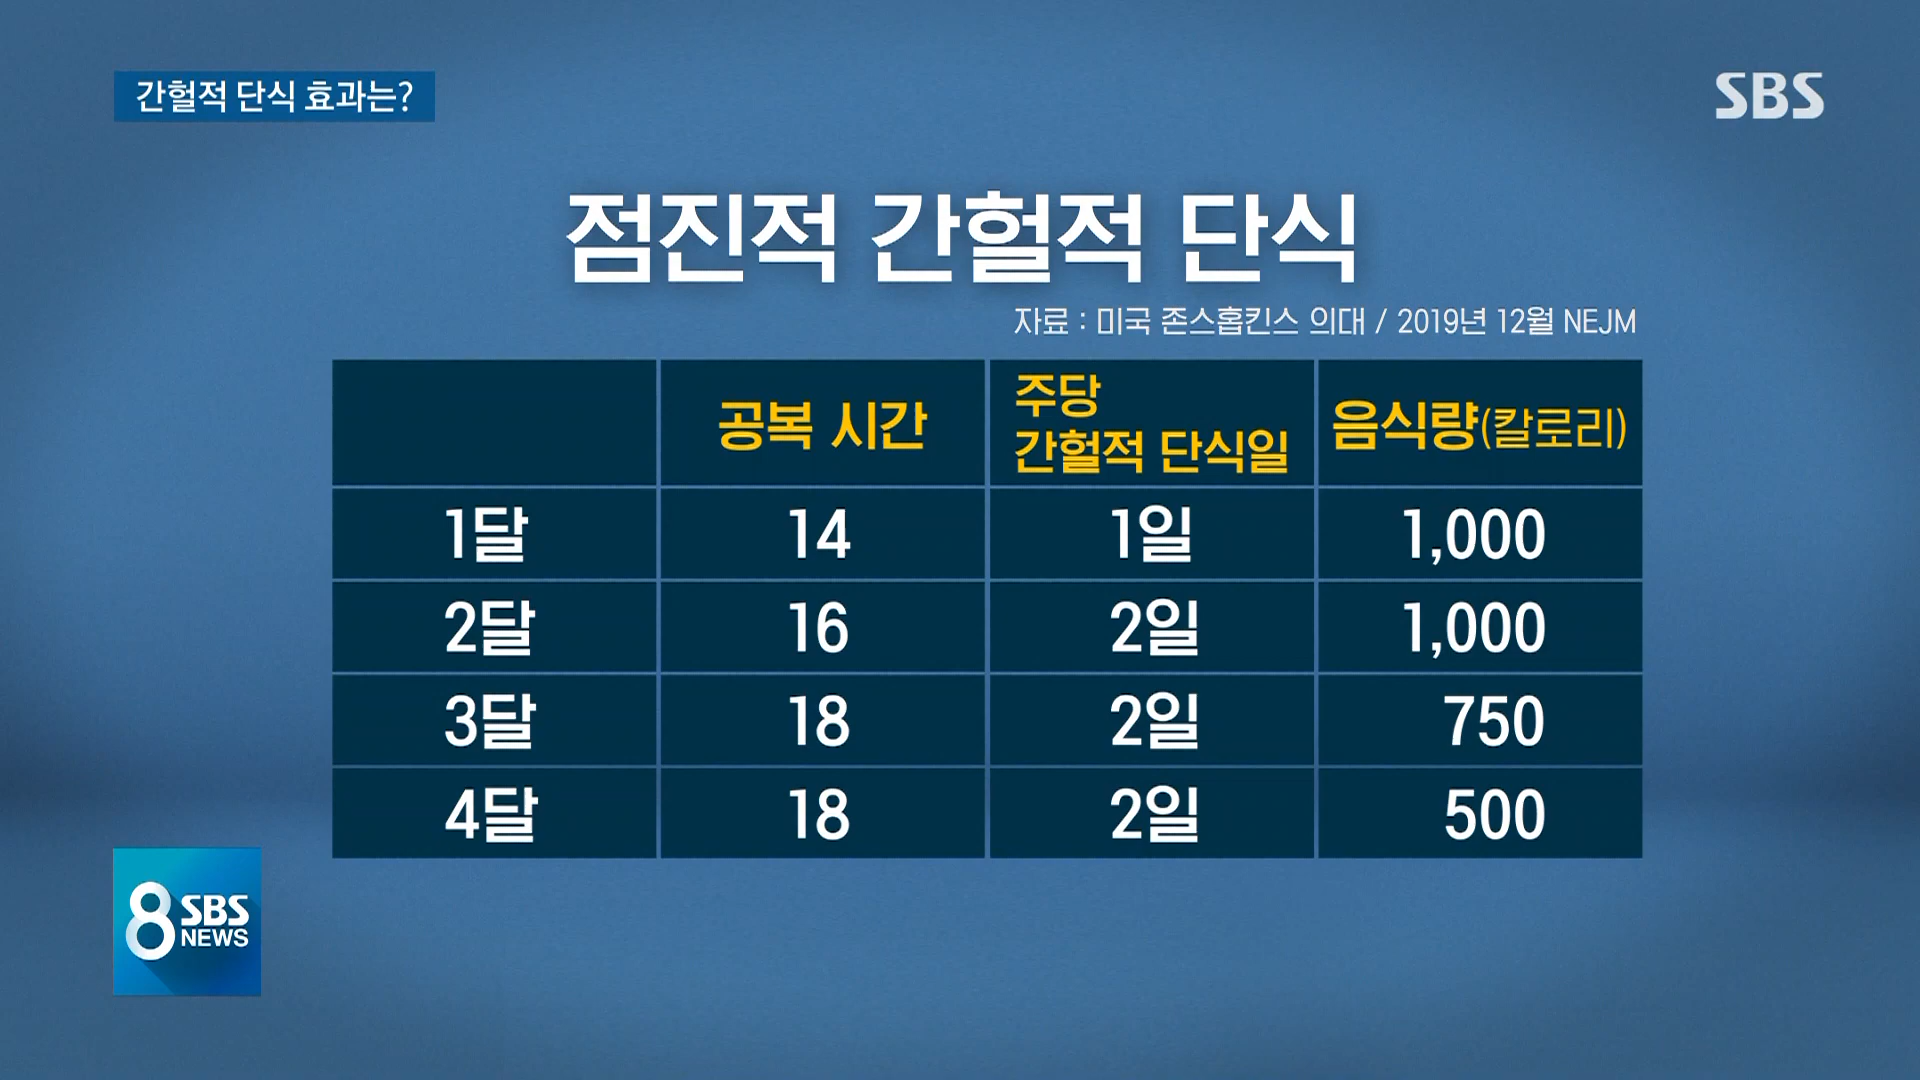 간헐적 단식 효과는?
SBS
점진적 간헐적 단식
자료 : 미국 존스홉킨스 의대 / 2019년 12월 NEJM
공복 시간
주당
간헐적 단식일
음식량(칼로리)
1달 14 1일 1,000
2달 16 2일 1,000
3달 18 2일 750
4달 18 2일 500
8 SBS
NEWS